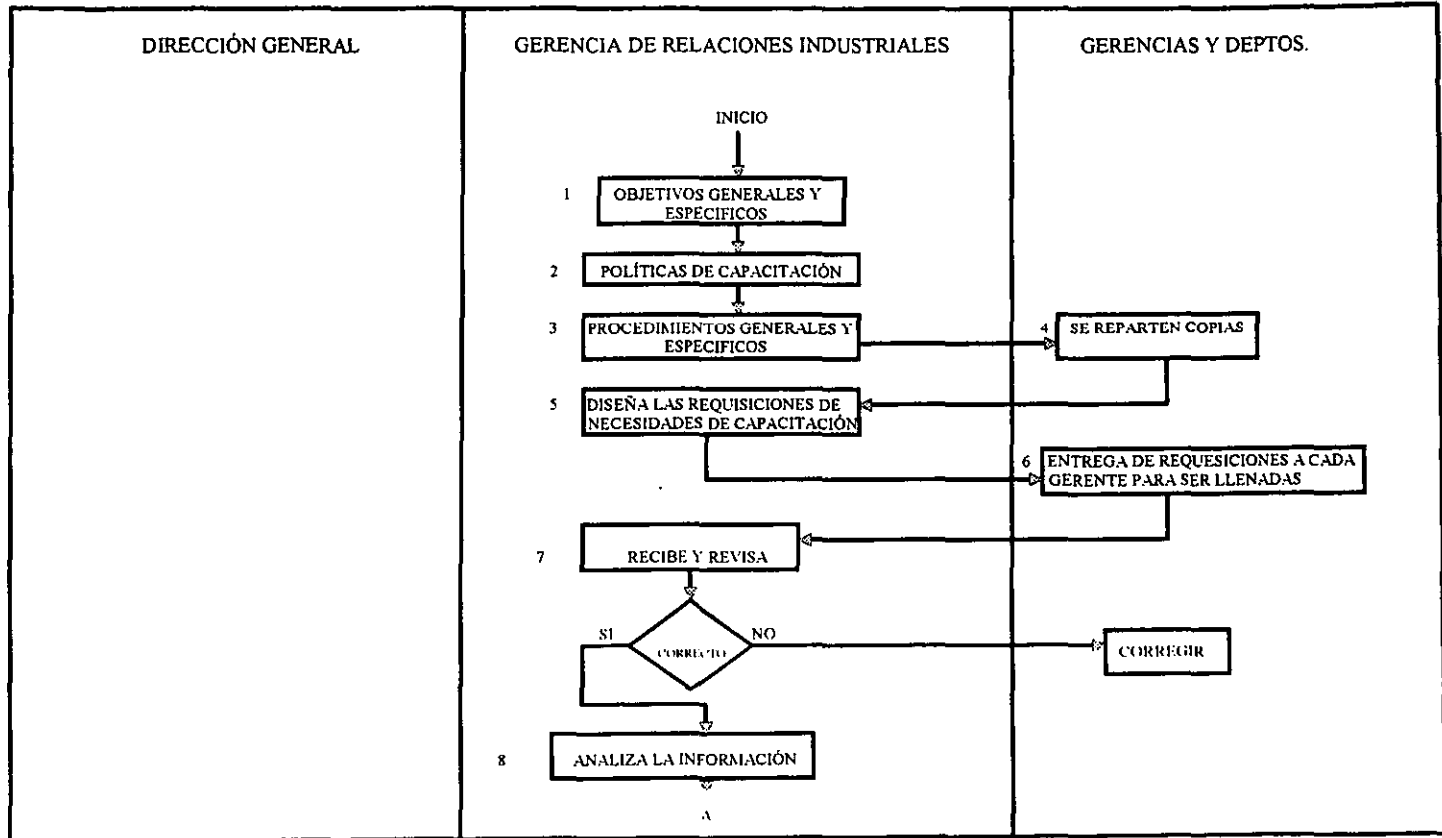 DIRECCIÓN GENERAL
GERENCIA DE RELACIONES INDUSTRIALES
GERENCIAS Y DEPTOS.
INICIO
1
OBJETIVOS GENERALES Y
ESPECIFICOS
2
POLÍTICAS DE CAPACITACIÓN
3
PROCEDIMIENTOS GENERALES Y
ESPECIFICOS
4
SE REPARTEN COPIAS
5
DISEÑA LAS REQUISICIONES DE
NECESIDADES DE CAPACITACIÓN
6
ENTREGA DE REQUESICIONES A CADA
GERENTE PARA SER LLENADAS
7
RECIBE Y REVISA
SI
CORRECTO
NO
CORREGIR
8
ANALIZA LA INFORMACIÓN
A